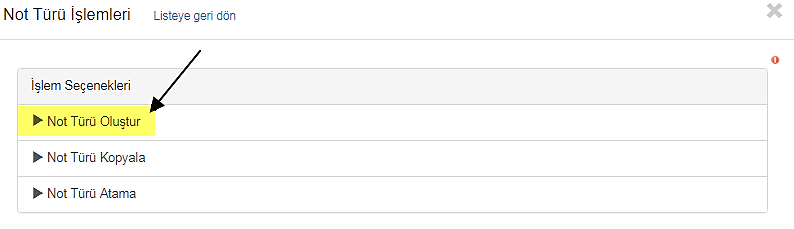 Not Türü İşlemleri Listeye geri dön
İşlem Seçenekleri
Not Türü Oluştur
Not Türü Kopyala
Not Türü Atama